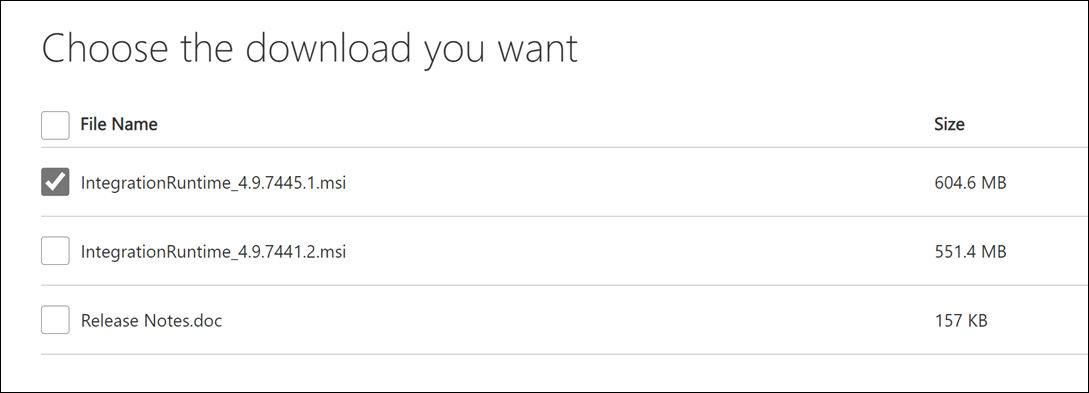 Choose the download you want
File Name Size
IntegrationRuntime_4.9.7445.1.msi 604.6 MB
IntegrationRuntime_4.9.7441.2.msi 551.4 MB
Release Notes.doc 157 KB